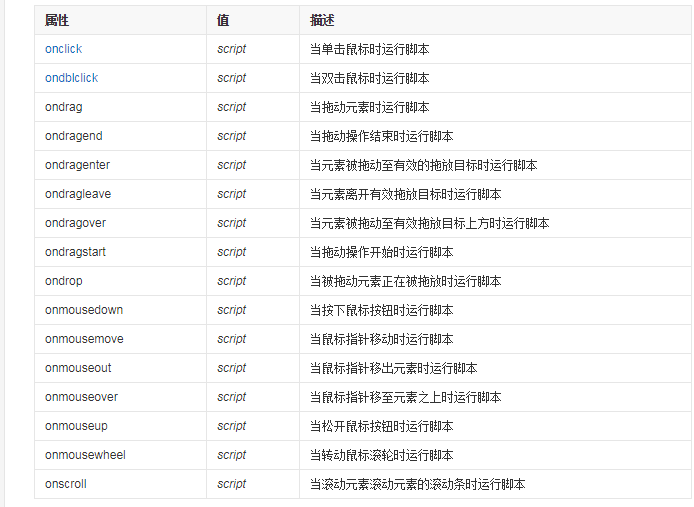 属性 值 描述
onclick script 当单击鼠标时运行脚本
ondblclick script 当双击鼠标时运行脚本
ondrag script 当拖动元素时运行脚本
ondragend script 当拖动操作结束时运行脚本
ondragenter script 当元素被拖动至有效的拖放目标时运行脚本
ondragleave script 当元素离开有效拖放目标时运行脚本
ondragover script 当元素被拖动至有效拖放目标上方时运行脚本
ondragstart script 当拖动操作开始时运行脚本
ondrop script 当被拖动元素正在被拖放时运行脚本
onmousedown script 当按下鼠标按钮时运行脚本
onmousemove script 当鼠标指针移动时运行脚本
onmouseout script 当鼠标指针移出元素时运行脚本
onmouseover script 当鼠标指针移至元素之上时运行脚本
onmouseup script 当松开鼠标按钮时运行脚本
onmousewheel script 当转动鼠标滚轮时运行脚本
onscroll script 当滚动元素滚动元素的滚动条时运行脚本